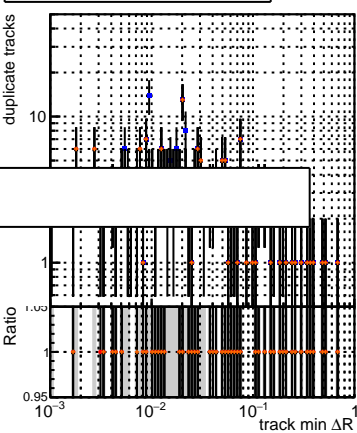 duplicate tracks
10
1
Ratio
1.05
1
0.95
10⁻³ 10⁻² 10⁻¹ 1
track min ΔR